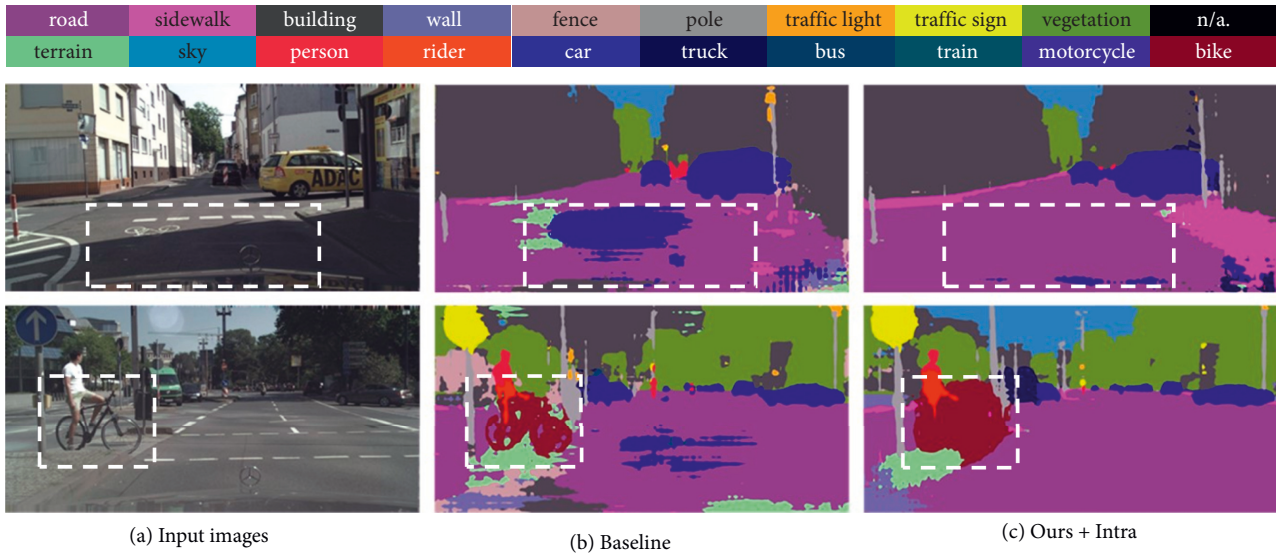 road sidewalk building wall fence pole traffic light traffic sign vegetation n/a.
terrain sky person rider car truck bus train motorcycle bike
ADAC
(a) Input images (b) Baseline (c) Ours + Intra